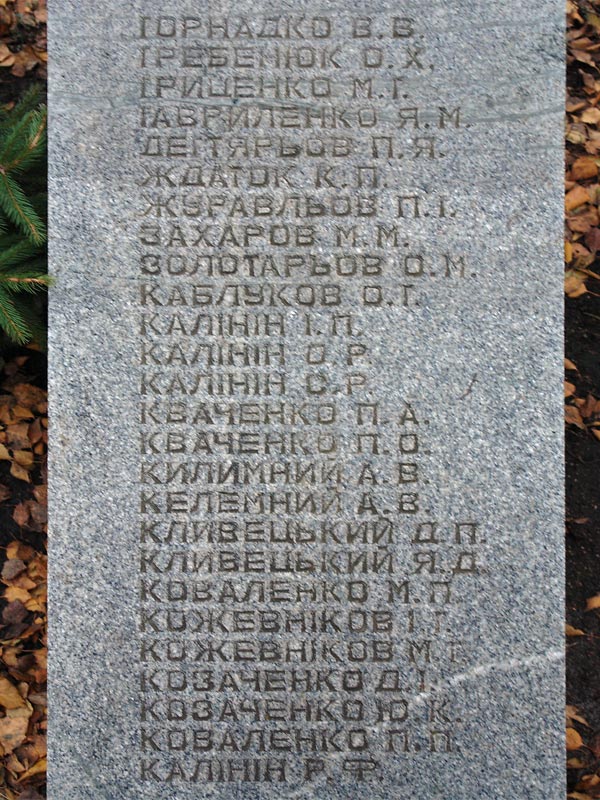 ГОРНАДКО В.В.
ГРЕБЕНЮК О.Х.
ГРИЦЕНКО М.Г.
ГАВРИЛЕНКО Я.М.
ДЕГТЯРЬОВ П.Я.
ЖДАТОК К.П.
ЖУРАВЛЬОВ П.І.
ЗАХАРОВ М.М.
ЗОЛОТАРЬОВ О.М.
КАБЛУКОВ О.Г.
КАЛІНІН І.П.
КАЛІНІН О.Р.
КАЛІНІН С.Р.
КВАЧЕНКО П.А.
КВАЧЕНКО П.О.
КИЛИМНИЙ А.В.
КЕЛЕМНИЙ А.В.
КЛИВЕЦЬКИЙ Д.П.
КЛИВЕЦЬКИЙ Я.Д.
КОВАЛЕНКО М.П.
КОЖЕВНІКОВ І.Г.
КОЖЕВНІКОВ М.Г.
КОЗАЧЕНКО Д.І.
КОЗАЧЕНКО Ю.К.
КОВАЛЕНКО П.П.
КАЛІНІН Р.Ф.